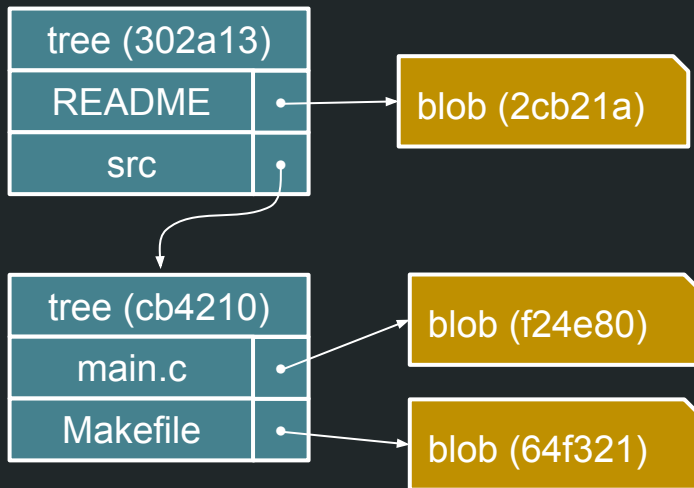 tree (302a13)
README
blob (2cb21a)
src
tree (cb4210)
main.c
blob (f24e80)
Makefile
blob (64f321)